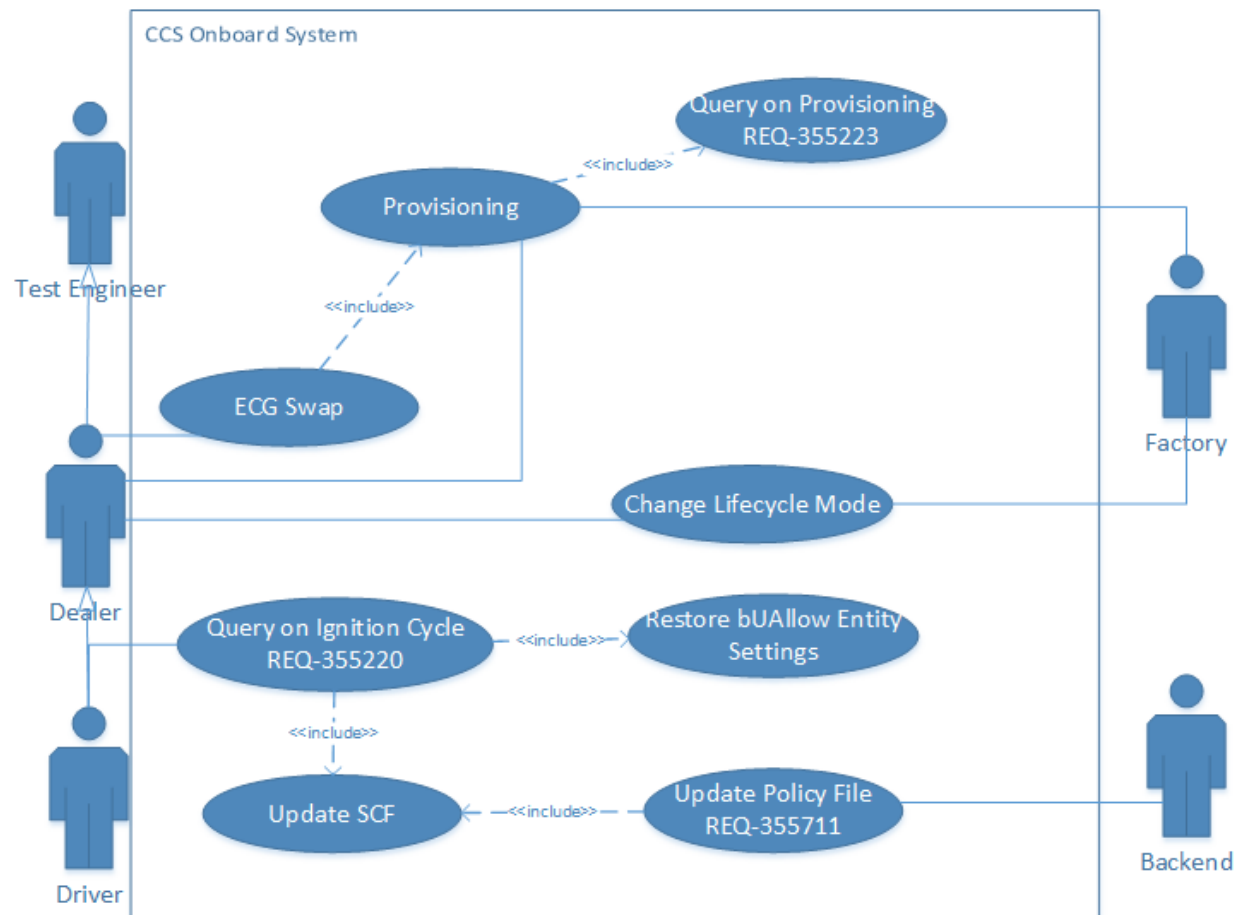 CCS Onboard System
Query on Provisioning
REQ-355223
<<include>>
Provisioning
Test Engineer
<<include>>
ECG Swap
Factory
Change Lifecycle Mode
Dealer
Query on Ignition Cycle
REQ-355220
<<include>>
Restore bUAllow Entity
Settings
<<include>>
Update SCF
<<include>>
Update Policy File
REQ-355711
Backend
Driver